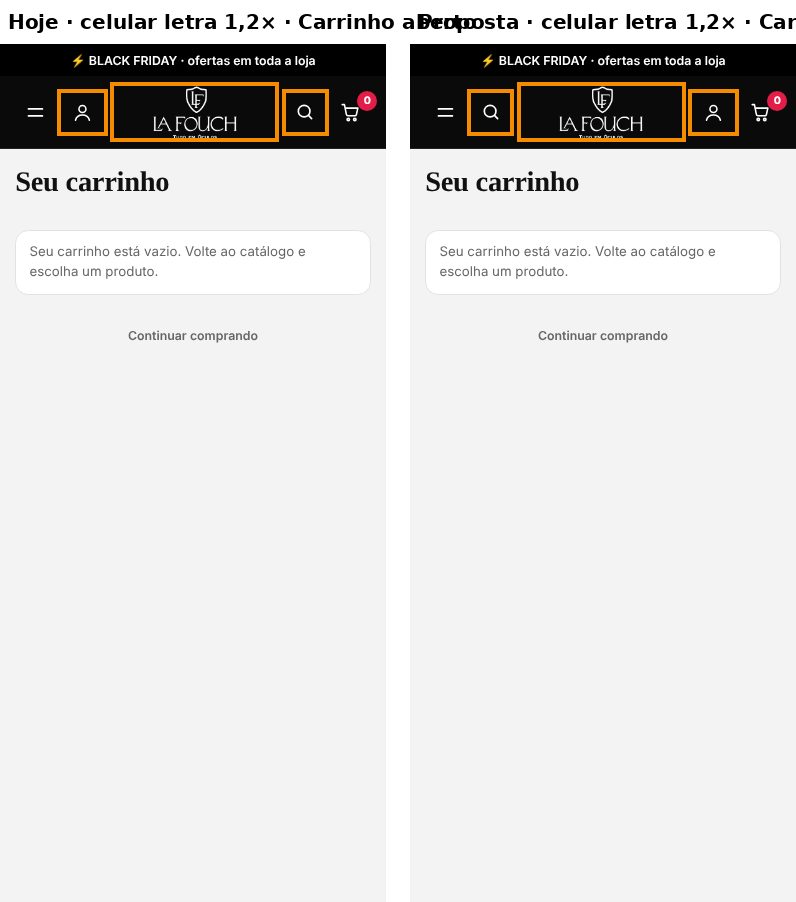 Hoje · celular letra 1,2× · Carrinho aberto
Proposta · celular letra 1,2× · Car
⚡ BLACK FRIDAY · ofertas em toda a loja
LF
LA FOUCH
0
Seu carrinho
Seu carrinho está vazio. Volte ao catálogo e
escolha um produto.
Continuar comprando
⚡ BLACK FRIDAY · ofertas em toda a loja
LF
LA FOUCH
0
Seu carrinho
Seu carrinho está vazio. Volte ao catálogo e
escolha um produto.
Continuar comprando